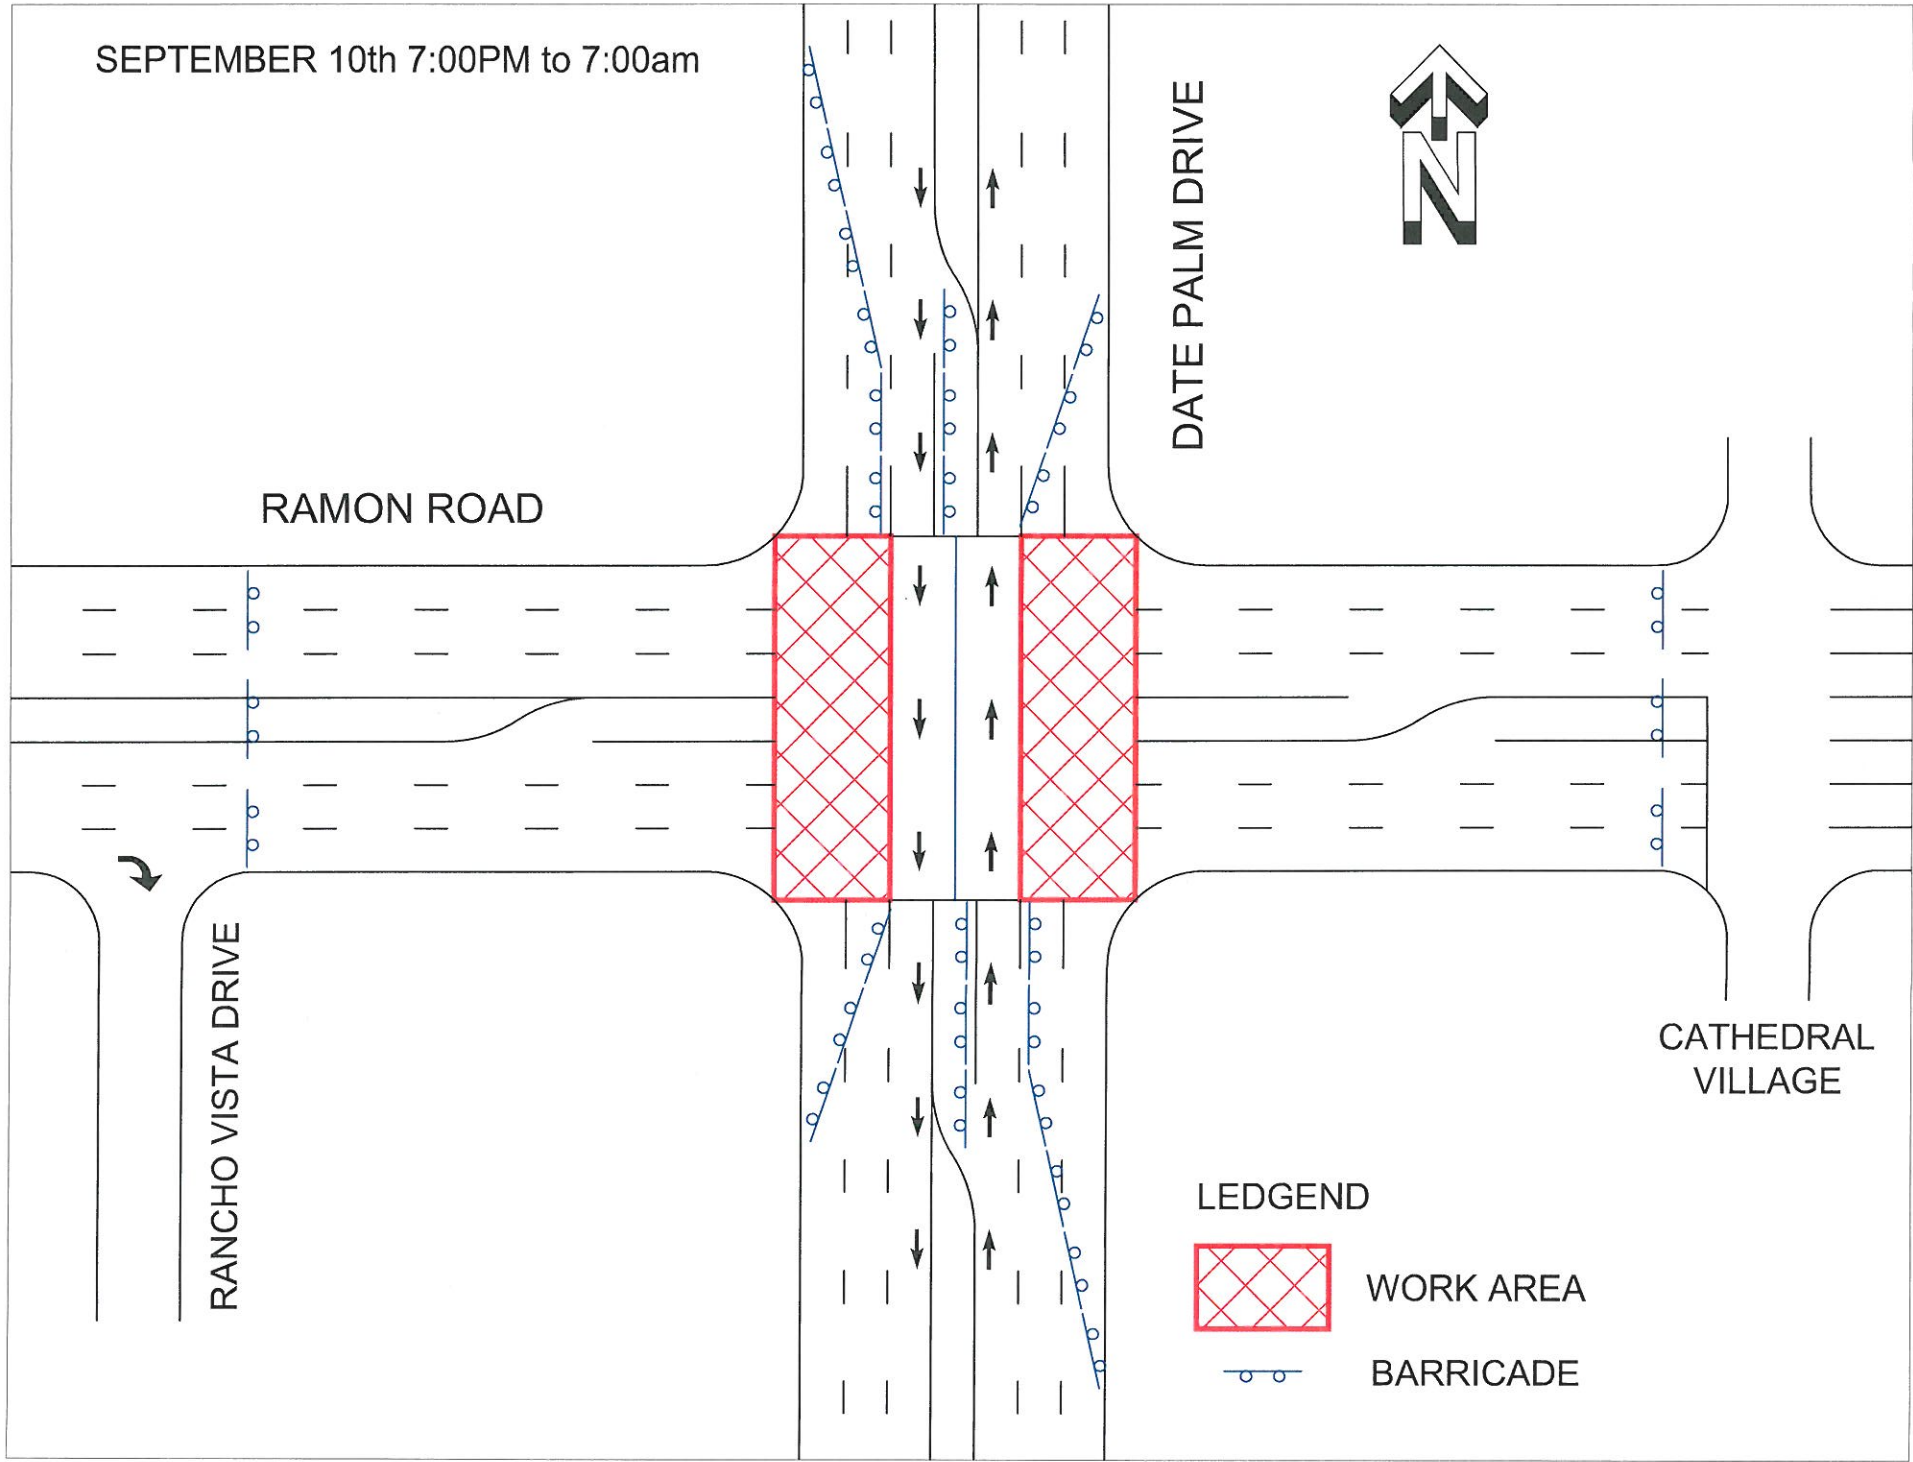 SEPTEMBER 10th 7:00PM to 7:00am
N
DATE PALM DRIVE
RAMON ROAD
RANCHO VISTA DRIVE
CATHEDRAL
VILLAGE
LEDGEND
WORK AREA
BARRICADE